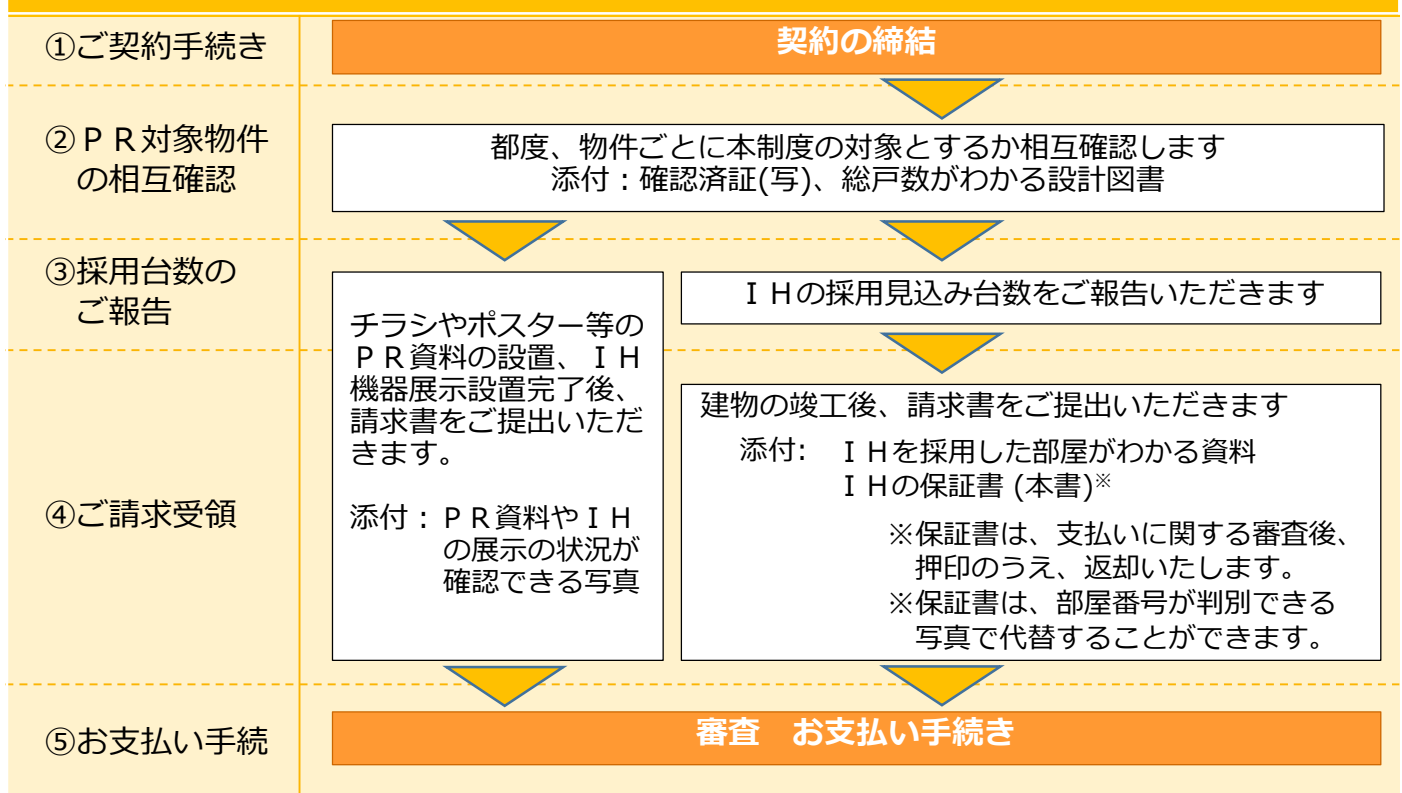 ①ご契約手続き
契約の締結
②ＰＲ対象物件
の相互確認
都度、物件ごとに本制度の対象とするか相互確認します
添付：確認済証(写)、総戸数がわかる設計図書
③採用台数の
ご報告
ＩＨの採用見込み台数をご報告いただきます
チラシやポスター等の
ＰＲ資料の設置、ＩＨ
機器展示設置完了後、
請求書をご提出いただ
きます。
添付：ＰＲ資料やＩＨ
の展示の状況が
確認できる写真
④ご請求受領
建物の竣工後、請求書をご提出いただきます
添付:　ＩＨを採用した部屋がわかる資料
ＩＨの保証書 (本書)※
※保証書は、支払いに関する審査後、
押印のうえ、返却いたします。
※保証書は、部屋番号が判別できる
写真で代替することができます。
⑤お支払い手続
審査　お支払い手続き